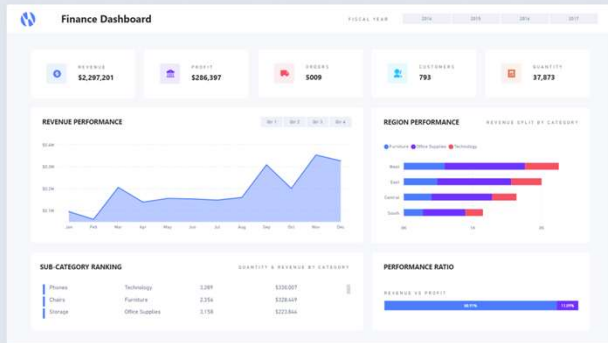 Finance Dashboard
FISCAL YEAR 2014 2015 2016 2017
REVENUE
$2,297,201
PROFIT
$286,397
ORDERS
5009
CUSTOMERS
793
QUANTITY
37,873
REVENUE PERFORMANCE
Qtr 1 Qtr 2 Qtr 3 Qtr 4
Jan Feb Mar Apr May Jun Jul Aug Sep Oct Nov Dec
REGION PERFORMANCE
REVENUE SPLIT BY CATEGORY
Furniture Office Supplies Technology
West
East
Central
South
SUB-CATEGORY RANKING
QUANTITY & REVENUE BY CATEGORY
Phones Technology 3,289 $330,007
Chairs Furniture 2,356 $328,449
Storage Office Supplies 3,158 $223,844
PERFORMANCE RATIO
REVENUE VS PROFIT